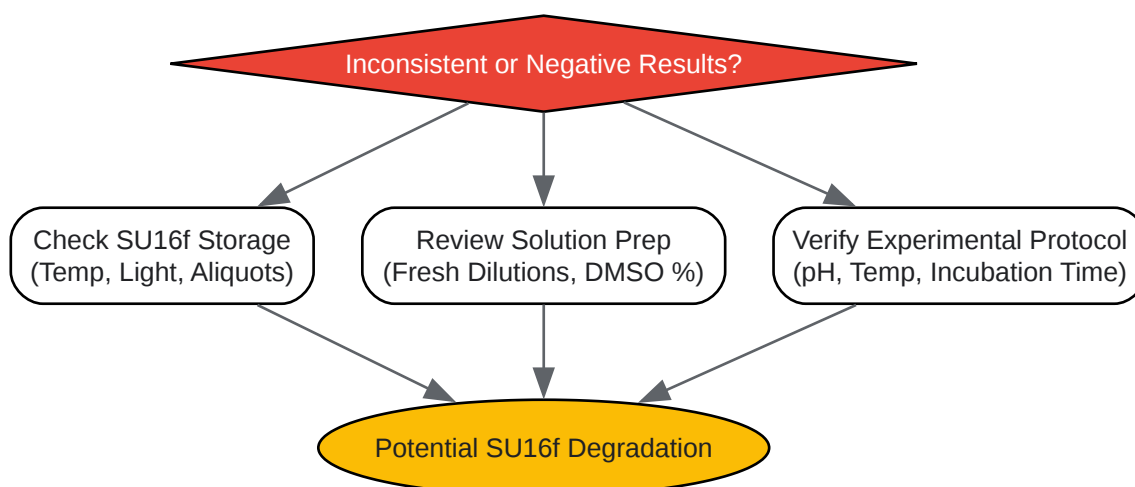 Inconsistent or Negative Results?
Check SU16f Storage
(Temp, Light, Aliquots)
Review Solution Prep
(Fresh Dilutions, DMSO %)
Verify Experimental Protocol
(pH, Temp, Incubation Time)
Potential SU16f Degradation